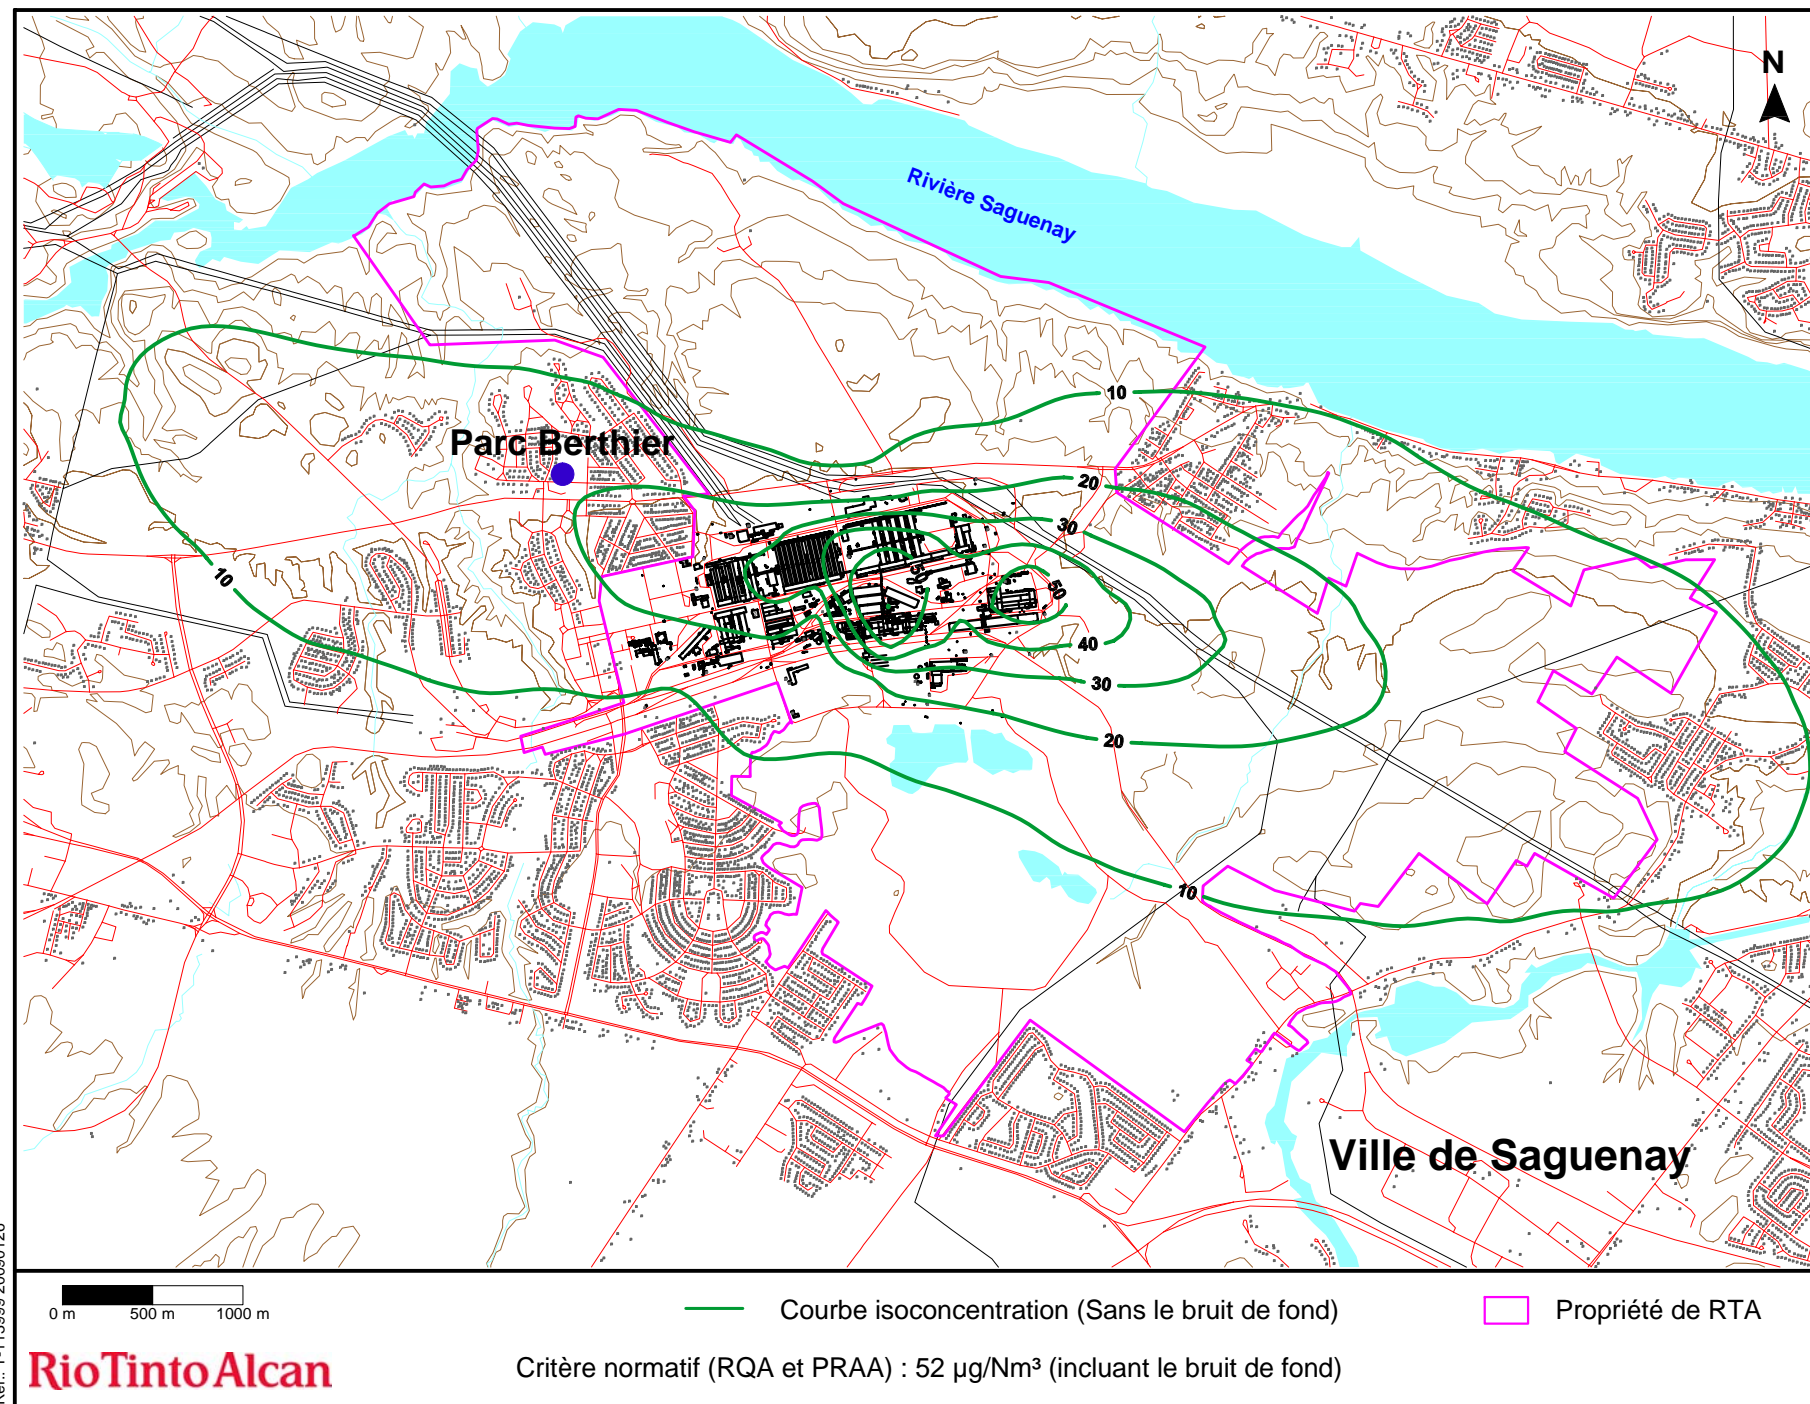 N
Rivière Saguenay
10
Parc Berthier
20
30
10
50
50
40
30
20
10
Ville de Saguenay
0 m 500 m 1000 m
Courbe isoconcentration (Sans le bruit de fond)
Propriété de RTA
RioTintoAlcan
Critère normatif (RQA et PRAA) : 52 µg/Nm³ (incluant le bruit de fond)